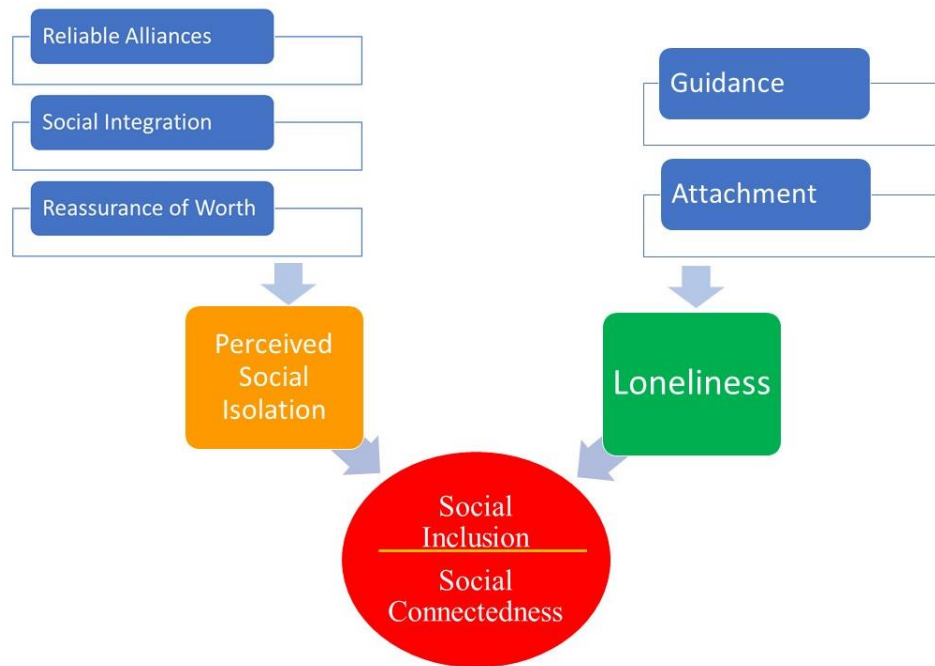 Reliable Alliances
Social Integration
Reassurance of Worth
Guidance
Attachment
Perceived
Social
Isolation
Loneliness
Social
Inclusion
Social
Connectedness